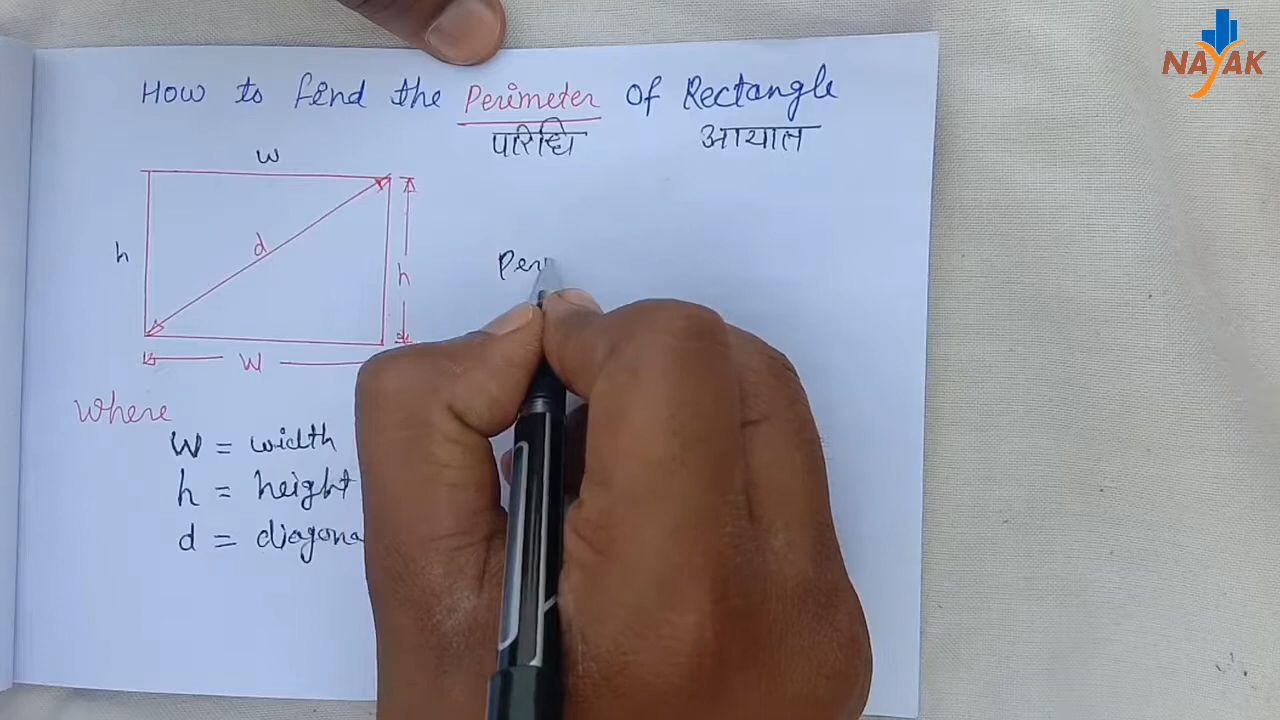 NAYAK
How to find the Perimeter of Rectangle
परिधि आयात
w
d
h
h
Per
W
where
W = width
h = height
d = diagona